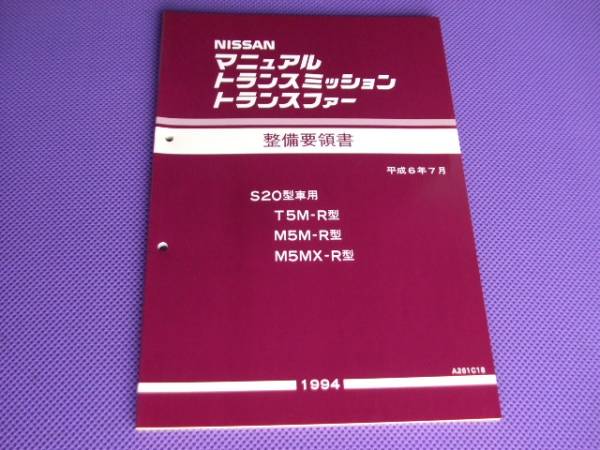 NISSAN
マニュアル
トランスミッション
トランスファー
整備要領書
平成6年7月
S20型車用
T5M-R型
M5M-R型
M5MX-R型
A261C16
1994